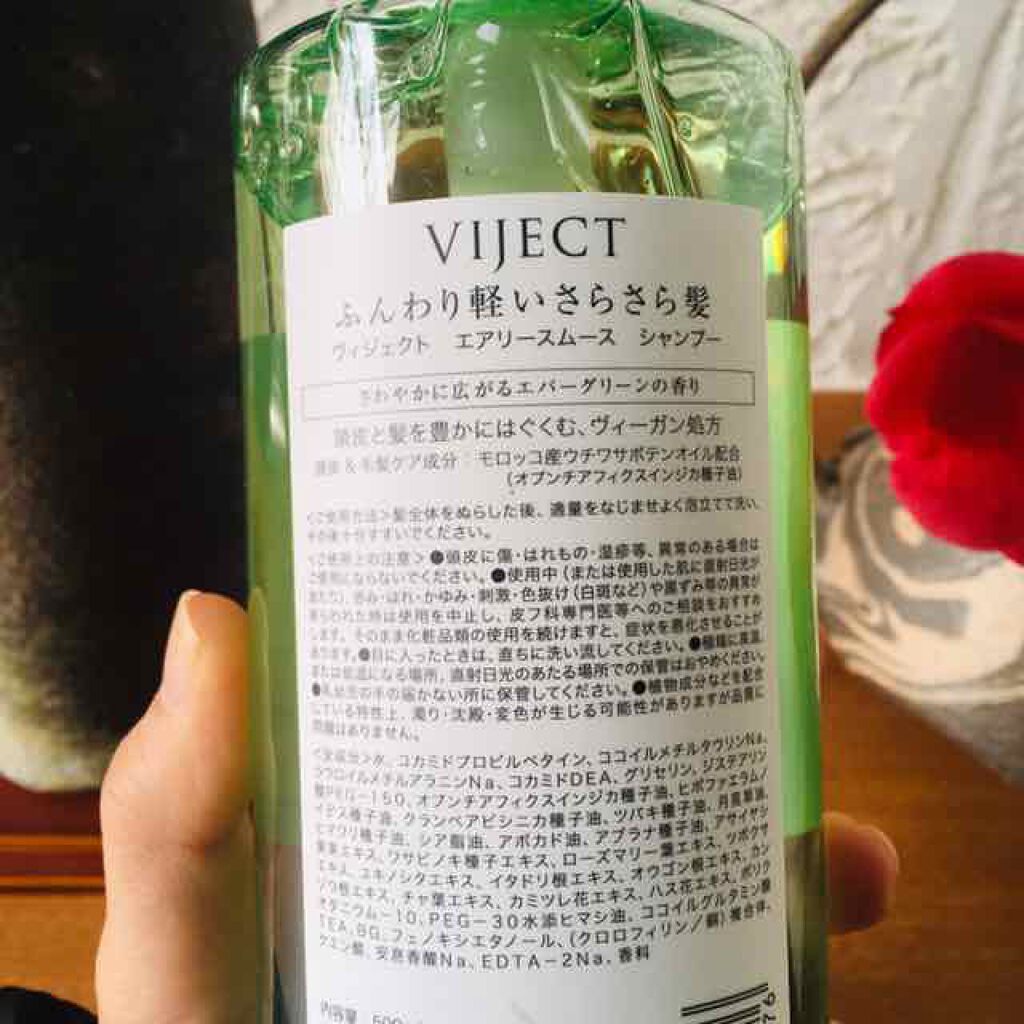 VIJECT
ふんわり軽いさらさら髪
ヴィジェクト エアリースムース シャンプー
さわやかに広がるエバーグリーンの香り
頭皮と髪を豊かにはぐくむ、ヴィーガン処方
頭皮&毛髪ケア成分:モロッコ産ウチワサボテンオイル配合
(オプンチアフィクスインジカ種子油)
<ご使用方法>髪全体をぬらした後、適量をなじませよく泡立てて洗い、
その後十分すすいでください。
<ご使用上の注意>●頭皮に傷・はれもの・湿疹等、異常のある場合は
ご使用にならないでください。●使用中(または使用した肌に直射日光が
あたり)、赤み・はれ・かゆみ・刺激・色抜け(白斑など)や黒ずみ等の異常が
あらわれた時は使用を中止し、皮フ科専門医等へのご相談をおすすめ
します。そのまま化粧品類の使用を続けますと、症状を悪化させることが
あります。●目に入ったときは、直ちに洗い流してください。●極端に高温
または低温になる場所、直射日光のあたる場所での保管はおやめください。
●乳幼児の手の届かない所に保管してください。●植物成分などを配合
している特性上、濁り・沈殿・変色が生じる可能性がありますが品質に
問題はありません。
<全成分>水、コカミドプロピルベタイン、ココイルメチルタウリンNa、
ラウロイルメチルアラニンNa、コカミドDEA、グリセリン、ジステアリン
酸PEG-150、オプンチアフィクスインジカ種子油、ヒポファエラムノ
イデス種子油、クランベアビシニカ種子油、ツバキ種子油、月見草油、
ヒマワリ種子油、シア脂油、アボカド油、アブラナ種子油、アサイヤシ
果実エキス、ワサビノキ種子エキス、ローズマリー葉エキス、ツボクサ
エキス、ユキノシタエキス、イタドリ根エキス、オウゴン根エキス、カン
ゾウ根エキス、チャ葉エキス、カミツレ花エキス、ハス花エキス、ポリク
オタニウム-10、PEG-30水添ヒマシ油、ココイルグルタミン酸
TEA、BG、フェノキシエタノール、(クロロフィリン/銅)複合体、
クエン酸、安息香酸Na、EDTA-2Na、香料
内容量 500